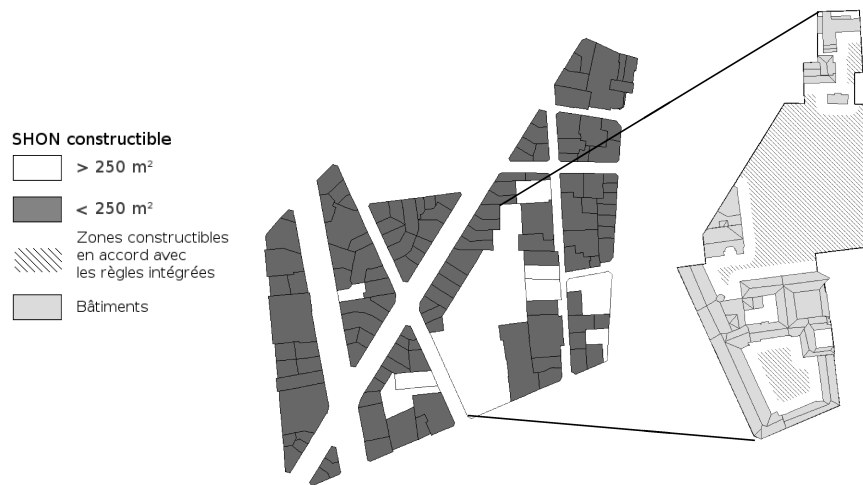 SHON constructible
> 250 m²
< 250 m²
Zones constructibles
en accord avec
les règles intégrées
Bâtiments